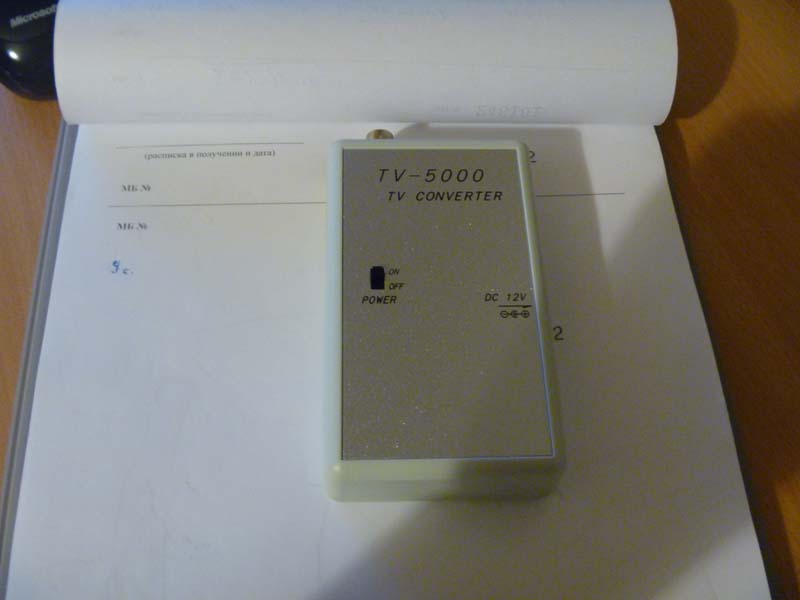 Microsoft
(расписка в получении и дата)
2
МБ №
МБ №
TV-5000
TV CONVERTER
ON
OFF
POWER
DC 12V
2